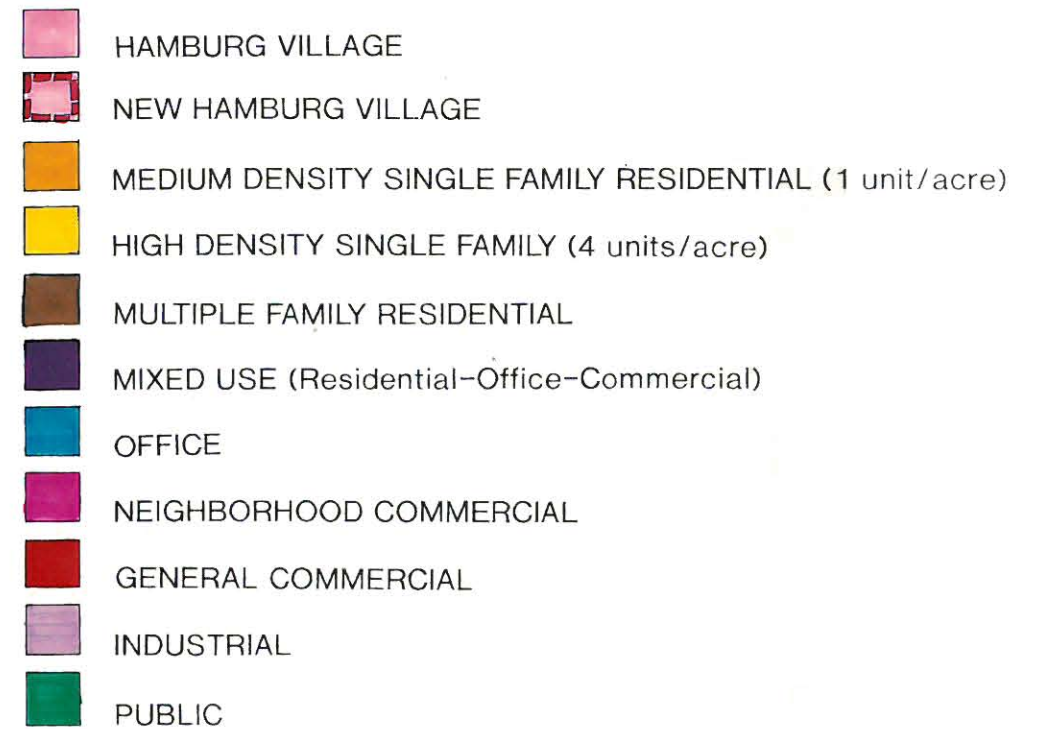 HAMBURG VILLAGE
NEW HAMBURG VILLAGE
MEDIUM DENSITY SINGLE FAMILY RESIDENTIAL (1 unit/acre)
HIGH DENSITY SINGLE FAMILY (4 units/acre)
MULTIPLE FAMILY RESIDENTIAL
MIXED USE (Residential-Office-Commercial)
OFFICE
NEIGHBORHOOD COMMERCIAL
GENERAL COMMERCIAL
INDUSTRIAL
PUBLIC